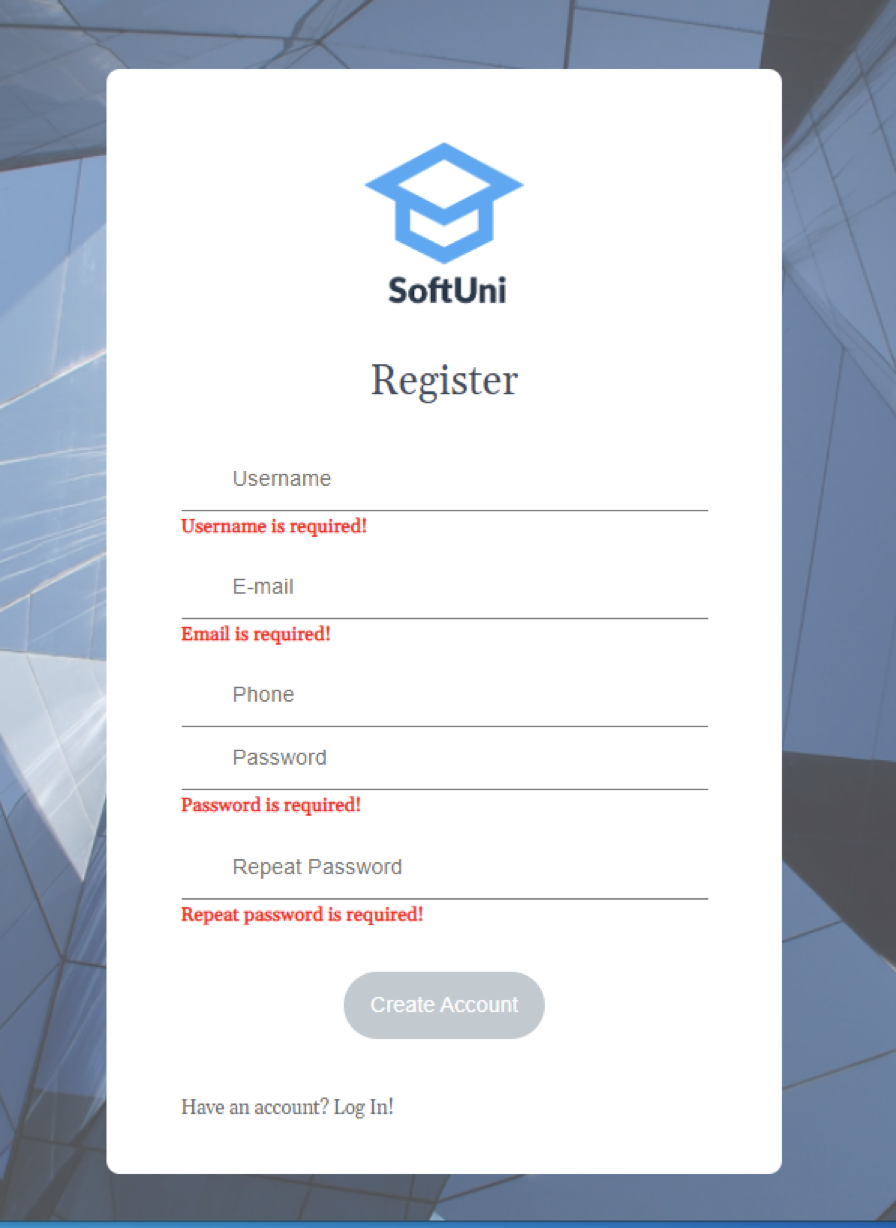 SoftUni
Register
Username
Username is required!
E-mail
Email is required!
Phone
Password
Password is required!
Repeat Password
Repeat password is required!
Create Account
Have an account? Log In!